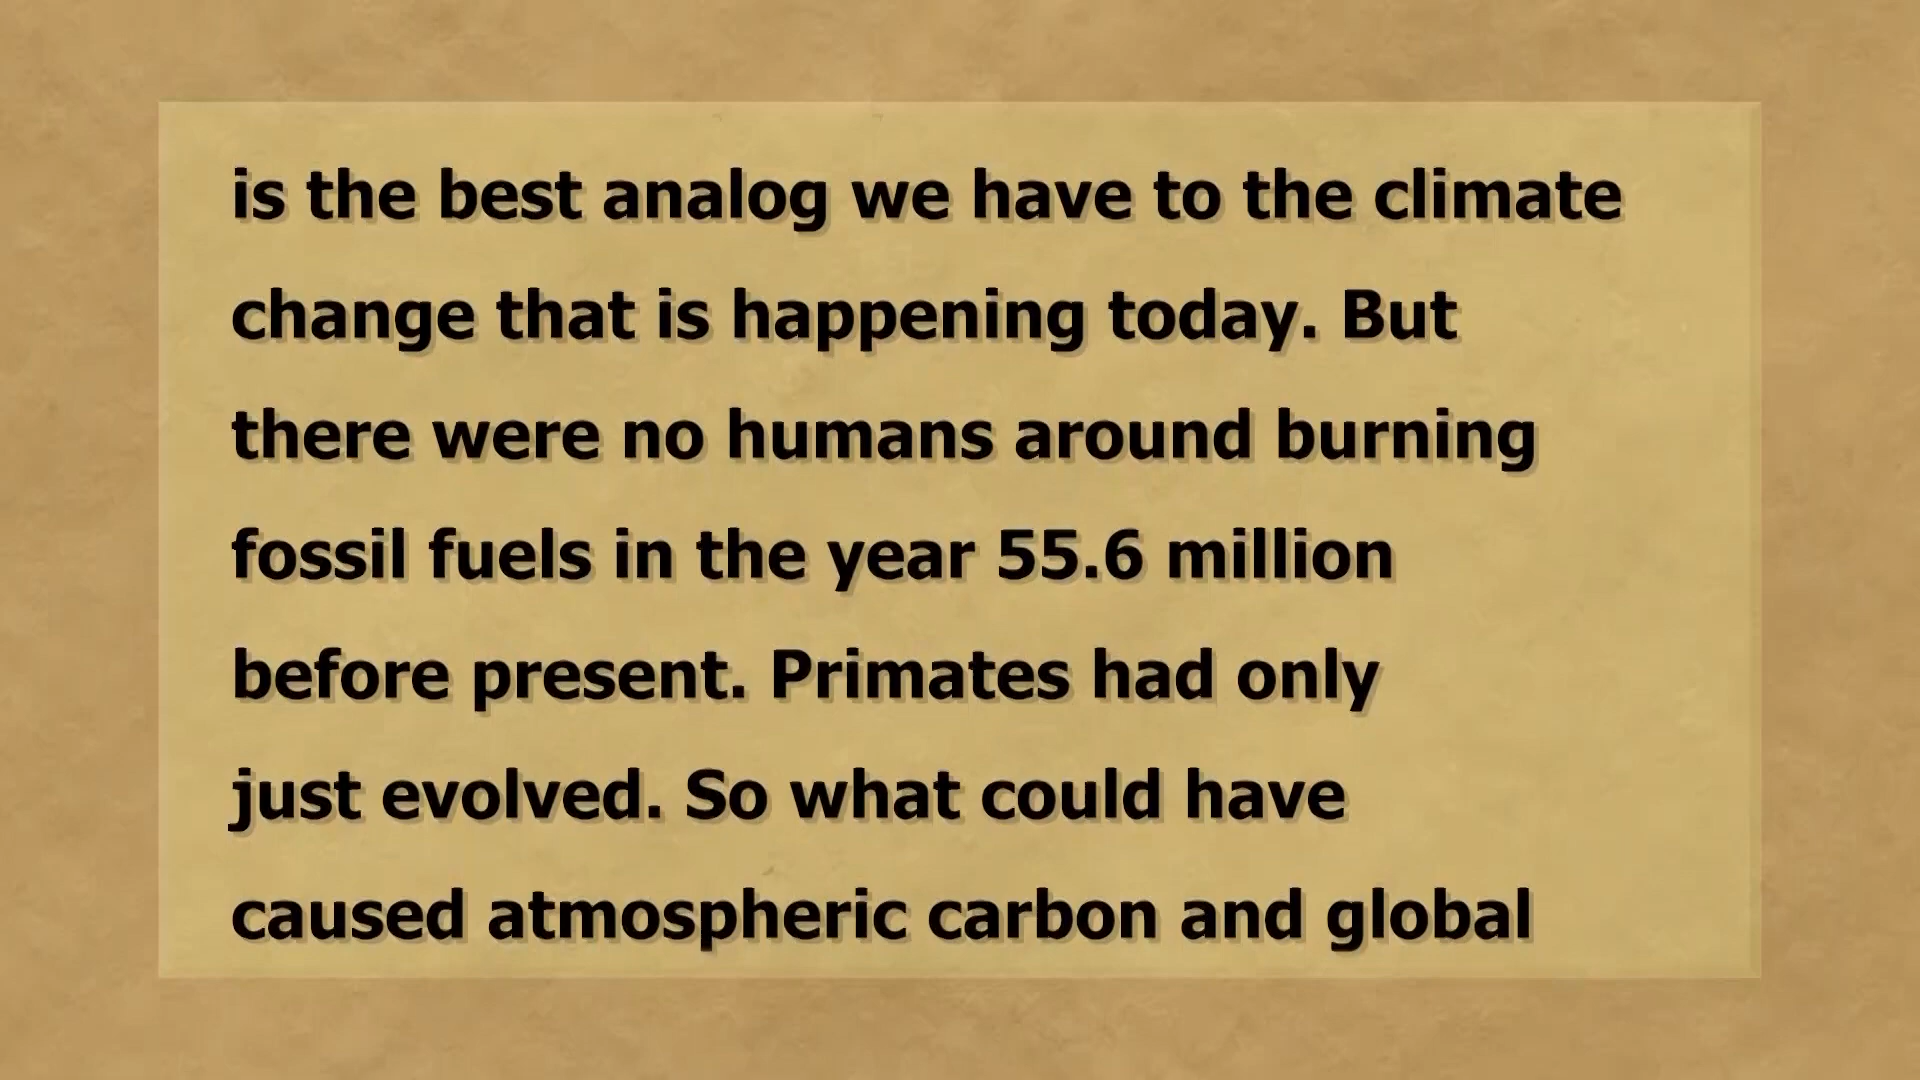 is the best analog we have to the climate
change that is happening today. But
there were no humans around burning
fossil fuels in the year 55.6 million
before present. Primates had only
just evolved. So what could have
caused atmospheric carbon and global